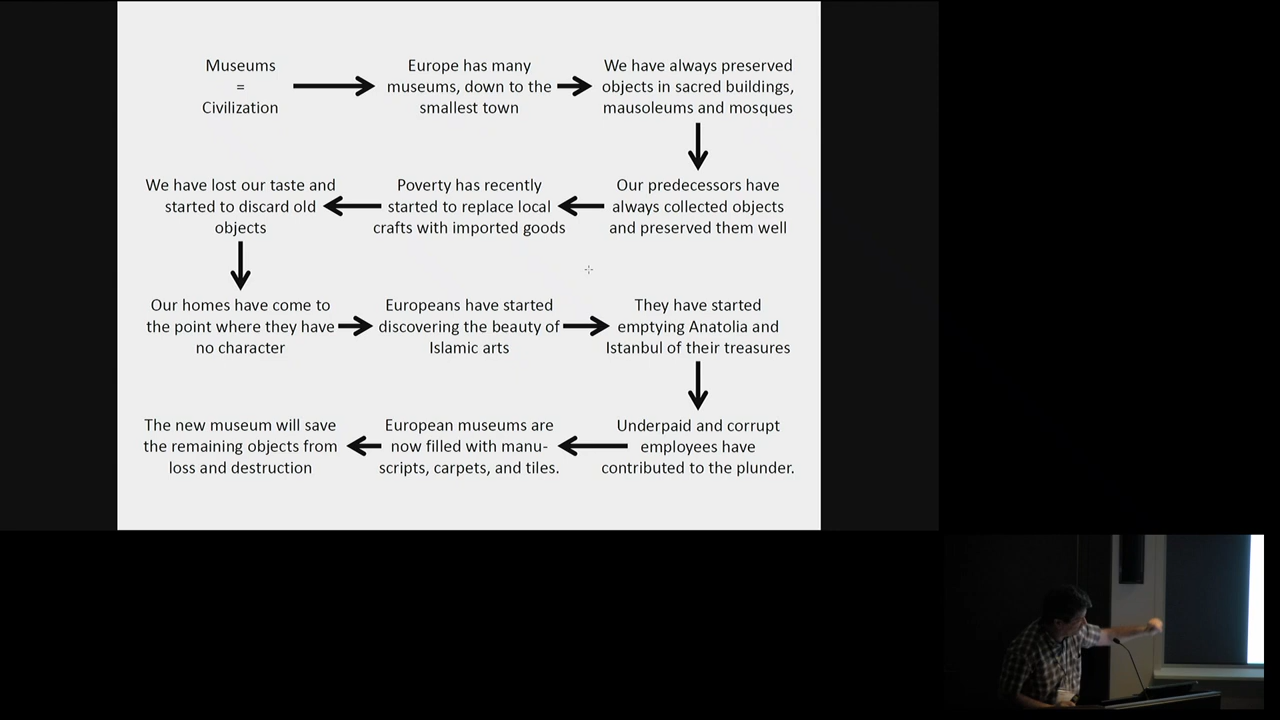 Museums
=
Civilization
Europe has many
museums, down to the
smallest town
We have always preserved
objects in sacred buildings,
mausoleums and mosques
Our predecessors have
always collected objects
and preserved them well
Poverty has recently
started to replace local
crafts with imported goods
We have lost our taste and
started to discard old
objects
Our homes have come to
the point where they have
no character
Europeans have started
discovering the beauty of
Islamic arts
They have started
emptying Anatolia and
Istanbul of their treasures
Underpaid and corrupt
employees have
contributed to the plunder.
European museums are
now filled with manu-
scripts, carpets, and tiles.
The new museum will save
the remaining objects from
loss and destruction